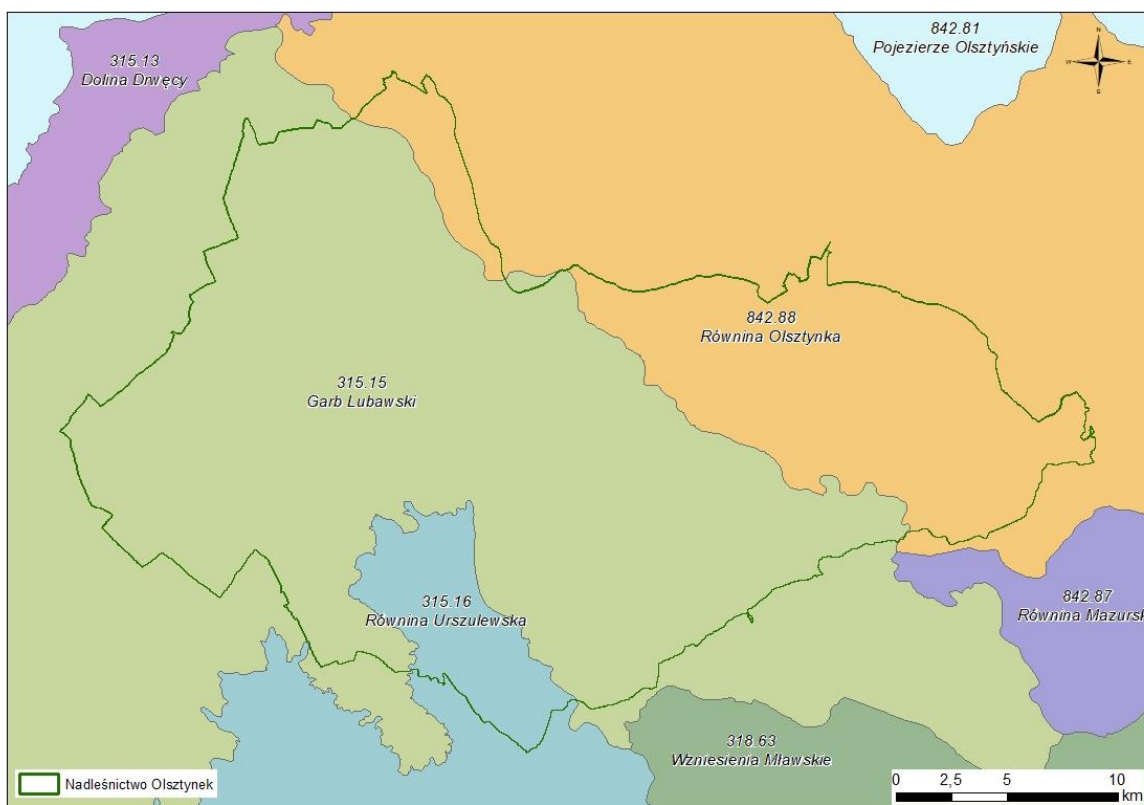 842.81
Pojezierze Olsztyńskie
N
W
E
S
315.13
Dolina Drwęcy
842.88
Równina Olsztynka
315.15
Garb Lubawski
315.16
Równina Urszulewska
842.87
Równina Mazursk
318.63
Wzniesienia Mławskie
Nadleśnictwo Olsztynek
0 2,5 5 10
km